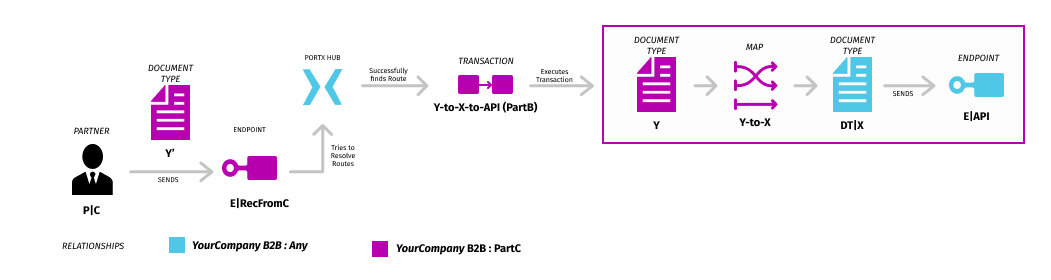 PARTNER
P|C
DOCUMENT
TYPE
Y'
SENDS
ENDPOINT
E|RecFromC
Tries to
Resolve
Routes
PORTX HUB
Successfully
finds Route
TRANSACTION
Y-to-X-to-API (PartB)
Executes
Transaction
DOCUMENT
TYPE
Y
MAP
Y-to-X
DOCUMENT
TYPE
DT|X
SENDS
ENDPOINT
E|API
RELATIONSHIPS
YourCompany B2B : Any
YourCompany B2B : PartC